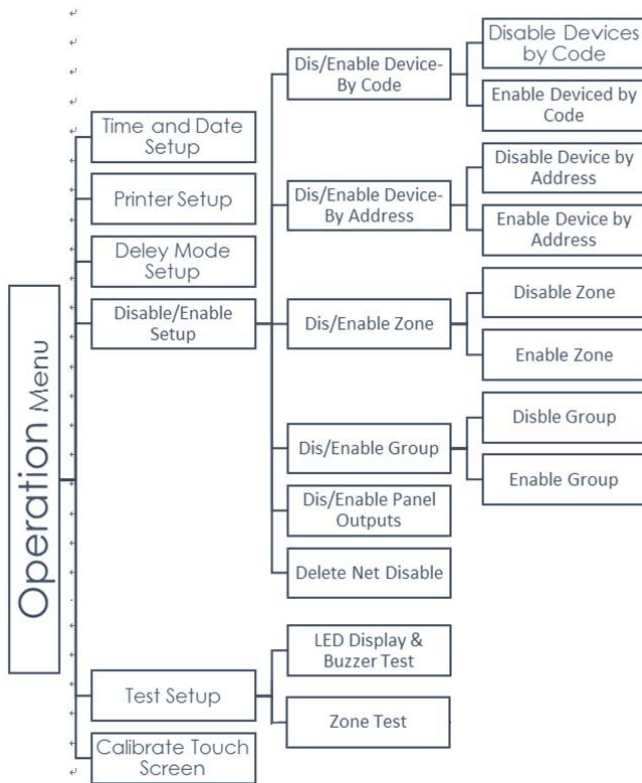 Operation Menu
Time and Date
Setup
Printer Setup
Deley Mode
Setup
Disable/Enable
Setup
Dis/Enable Device-
By Code
Disable Devices
by Code
Enable Deviced by
Code
Dis/Enable Device-
By Address
Disable Device by
Address
Enable Device by
Address
Dis/Enable Zone
Disable Zone
Enable Zone
Dis/Enable Group
Disble Group
Enable Group
Dis/Enable Panel
Outputs
Delete Net Disable
Test Setup
LED Display &
Buzzer Test
Zone Test
Calibrate Touch
Screen